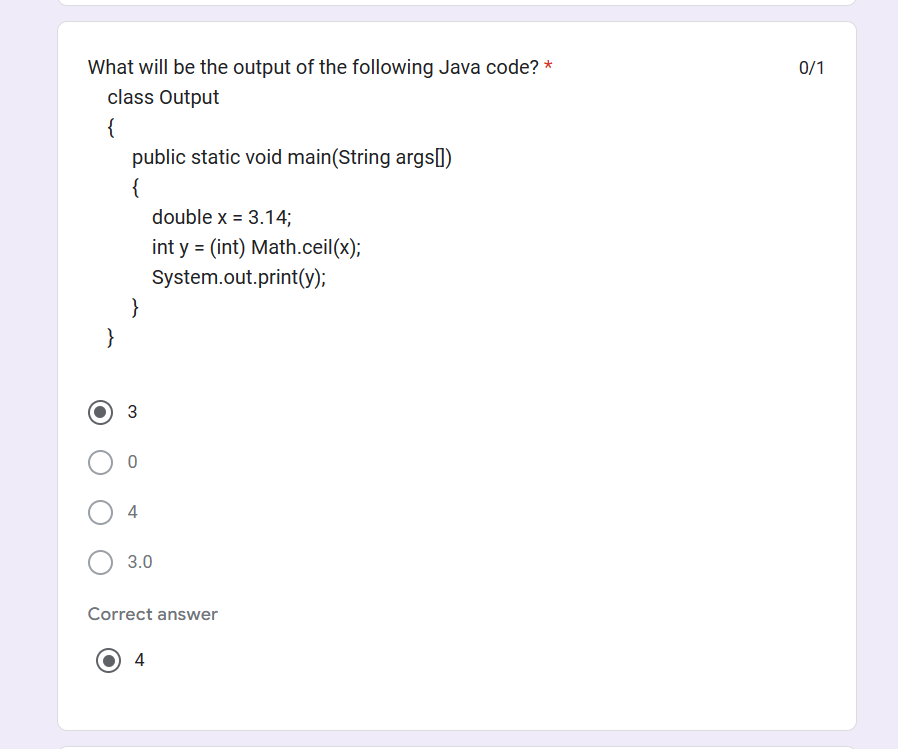 What will be the output of the following Java code? *
0/1
class Output
{
public static void main(String args[])
{
double x = 3.14;
int y = (int) Math.ceil(x);
System.out.print(y);
}
}
3
0
4
3.0
Correct answer
4